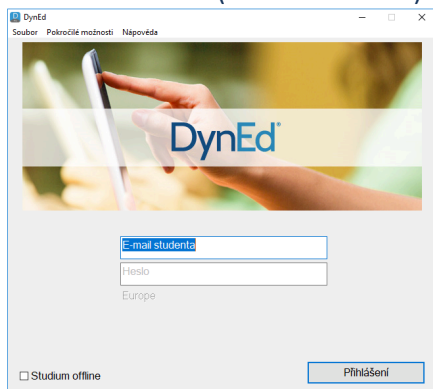 DynEd
Soubor Pokročilé možnosti Nápověda
DynEd
E-mail studenta
Heslo
Europe
Studium offline
Přihlášení